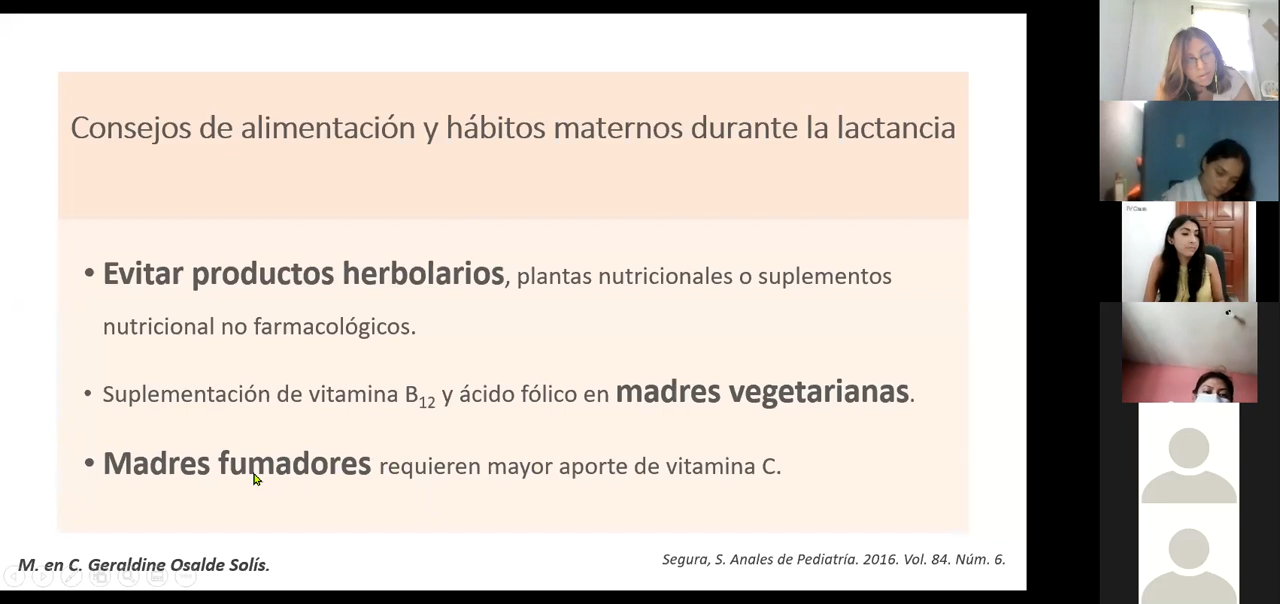 Consejos de alimentación y hábitos maternos durante la lactancia
• Evitar productos herbolarios, plantas nutricionales o suplementos
nutricional no farmacológicos.
• Suplementación de vitamina B₁₂ y ácido fólico en madres vegetarianas.
• Madres fumadores requieren mayor aporte de vitamina C.
M. en C. Geraldine Osalde Solís.
Segura, S. Anales de Pediatría. 2016. Vol. 84. Núm. 6.